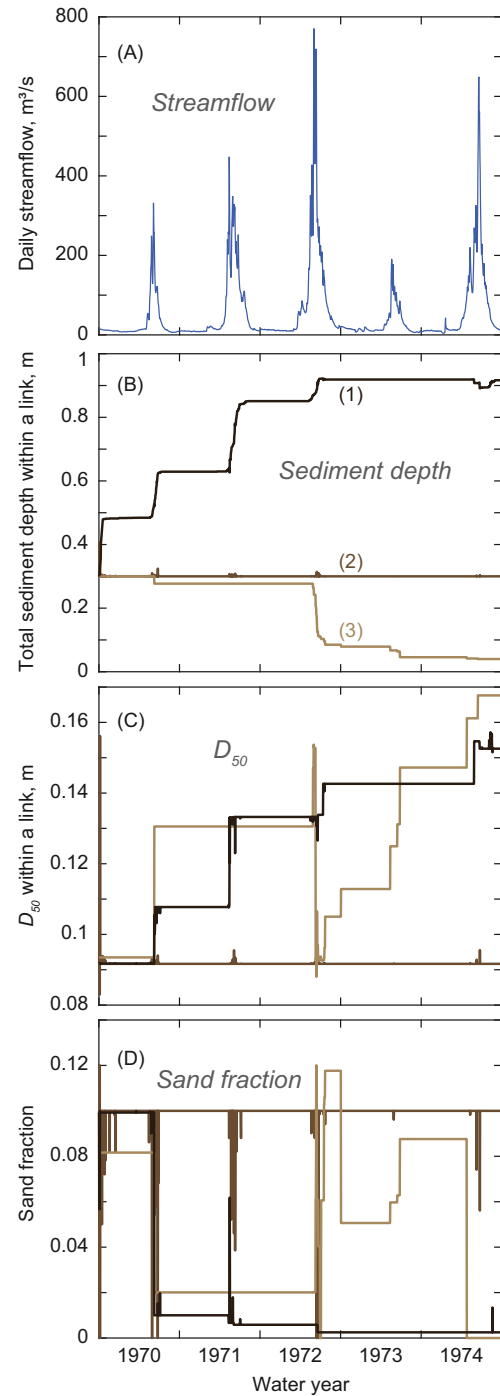 800
(A)
Streamflow
600
400
200
0
Daily streamflow, m³/s
1
(B)
(1)
0.8
Sediment depth
0.6
0.4
(2)
0.2
(3)
0
Total sediment depth within a link, m
(C)
0.16
D50
0.14
0.12
0.1
0.08
D50 within a link, m
(D)
Sand fraction
0.12
0.08
0.04
0
Sand fraction
1970 1971 1972 1973 1974
Water year